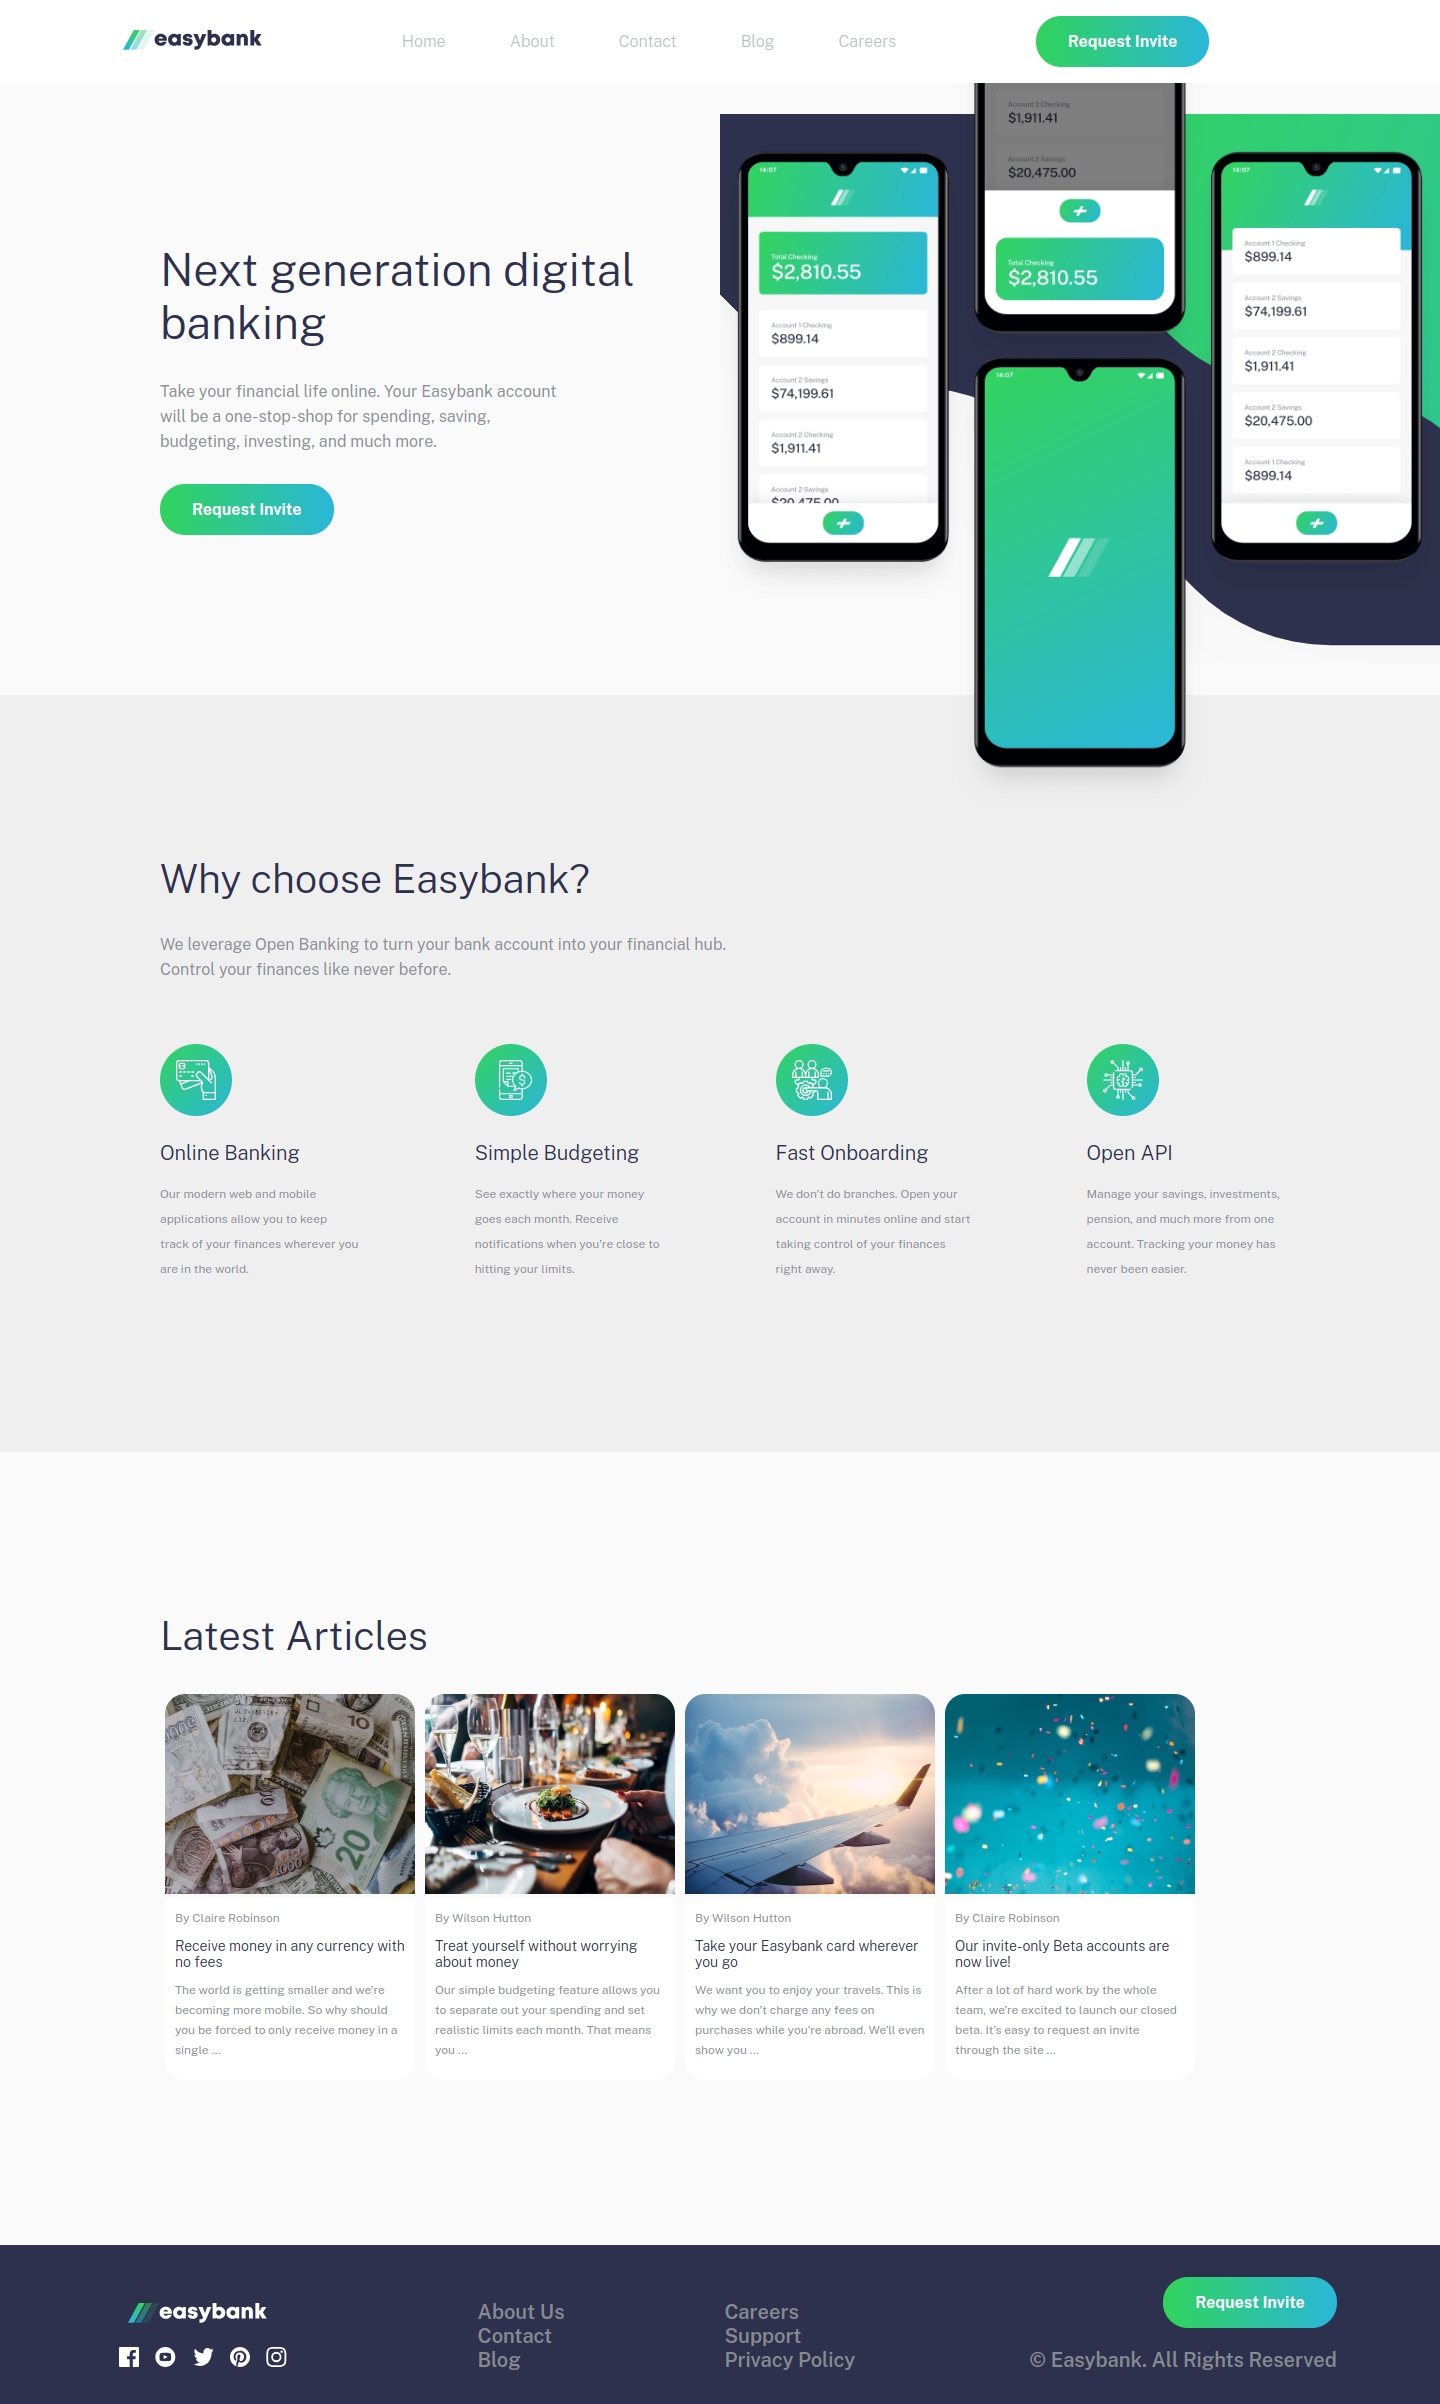 easybank
Home
About
Contact
Blog
Careers
Request Invite
Next generation digital
banking
Take your financial life online. Your Easybank account
will be a one-stop-shop for spending, saving,
budgeting, investing, and much more.
Request Invite
14:07
Total Checking
$2,810.55
Account 1 Checking
$899.14
Account 2 Savings
$74,199.61
Account 2 Checking
$1,911.41
Account 2 Savings
$20,475.00
Account 2 Checking
$1,911.41
Account 2 Savings
$20,475.00
Total Checking
$2,810.55
14:07
14:07
Account 1 Checking
$899.14
Account 2 Savings
$74,199.61
Account 2 Checking
$1,911.41
Account 2 Savings
$20,475.00
Account 1 Checking
$899.14
Why choose Easybank?
We leverage Open Banking to turn your bank account into your financial hub.
Control your finances like never before.
Online Banking
Our modern web and mobile
applications allow you to keep
track of your finances wherever you
are in the world.
Simple Budgeting
See exactly where your money
goes each month. Receive
notifications when you're close to
hitting your limits.
Fast Onboarding
We don't do branches. Open your
account in minutes online and start
taking control of your finances
right away.
Open API
Manage your savings, investments,
pension, and much more from one
account. Tracking your money has
never been easier.
Latest Articles
10
20
1000
By Claire Robinson
Receive money in any currency with
no fees
The world is getting smaller and we're
becoming more mobile. So why should
you be forced to only receive money in a
single ...
By Wilson Hutton
Treat yourself without worrying
about money
Our simple budgeting feature allows you
to separate out your spending and set
realistic limits each month. That means
you ...
By Wilson Hutton
Take your Easybank card wherever
you go
We want you to enjoy your travels. This is
why we don't charge any fees on
purchases while you're abroad. We'll even
show you ...
By Claire Robinson
Our invite-only Beta accounts are
now live!
After a lot of hard work by the whole
team, we're excited to launch our closed
beta. It's easy to request an invite
through the site ...
easybank
About Us
Contact
Blog
Careers
Support
Privacy Policy
Request Invite
© Easybank. All Rights Reserved